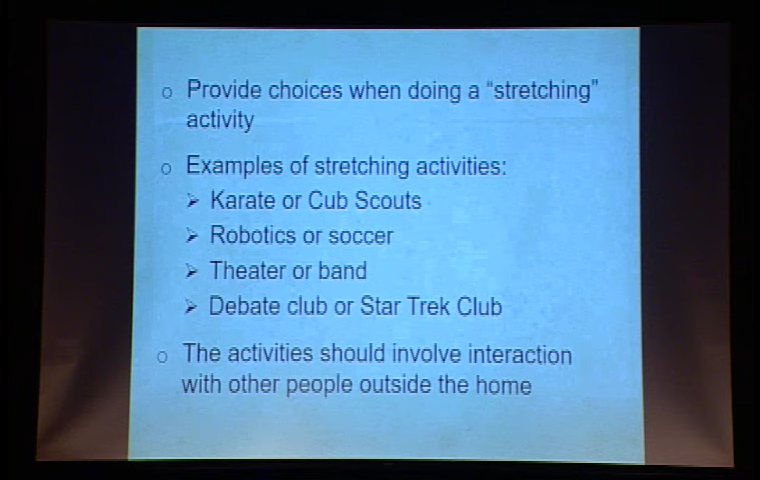 o Provide choices when doing a “stretching”
activity
o Examples of stretching activities:
➢ Karate or Cub Scouts
➢ Robotics or soccer
➢ Theater or band
➢ Debate club or Star Trek Club
o The activities should involve interaction
with other people outside the home